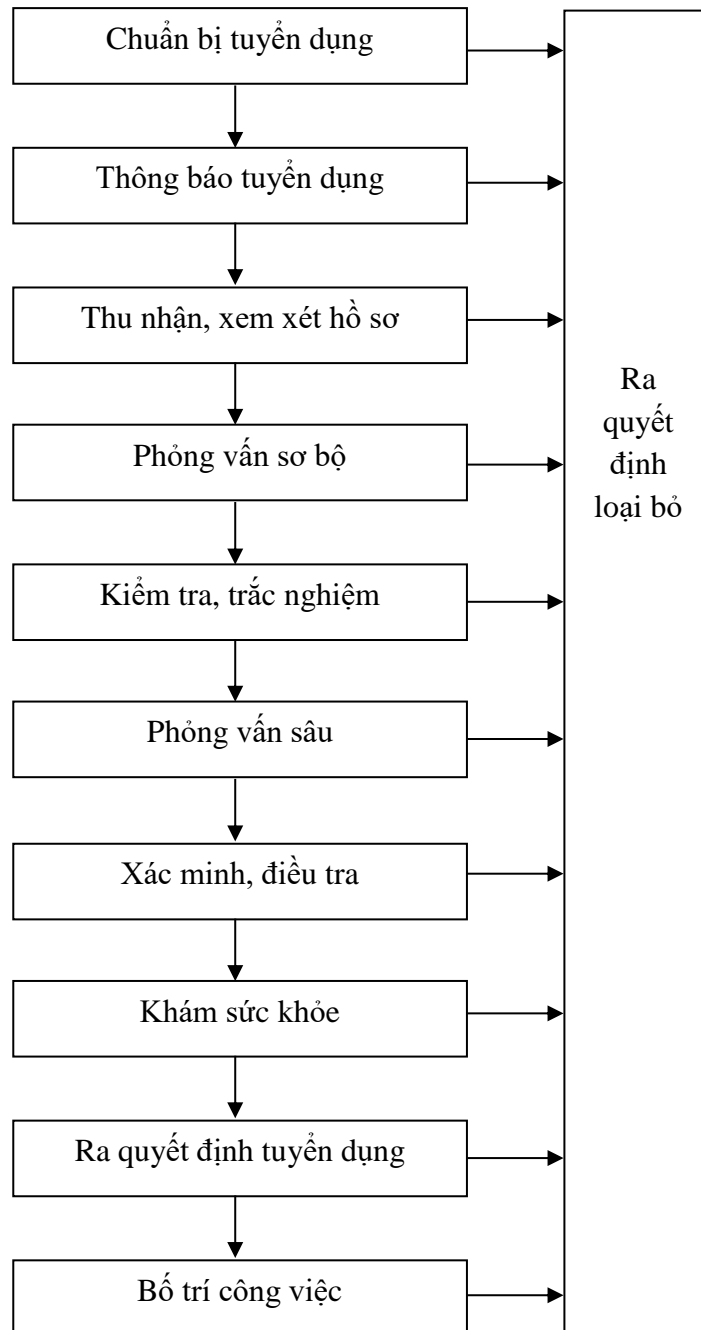 Chuẩn bị tuyển dụng
Thông báo tuyển dụng
Thu nhận, xem xét hồ sơ
Phỏng vấn sơ bộ
Kiểm tra, trắc nghiệm
Phỏng vấn sâu
Xác minh, điều tra
Khám sức khỏe
Ra quyết định tuyển dụng
Bố trí công việc
Ra
quyết
định
loại bỏ